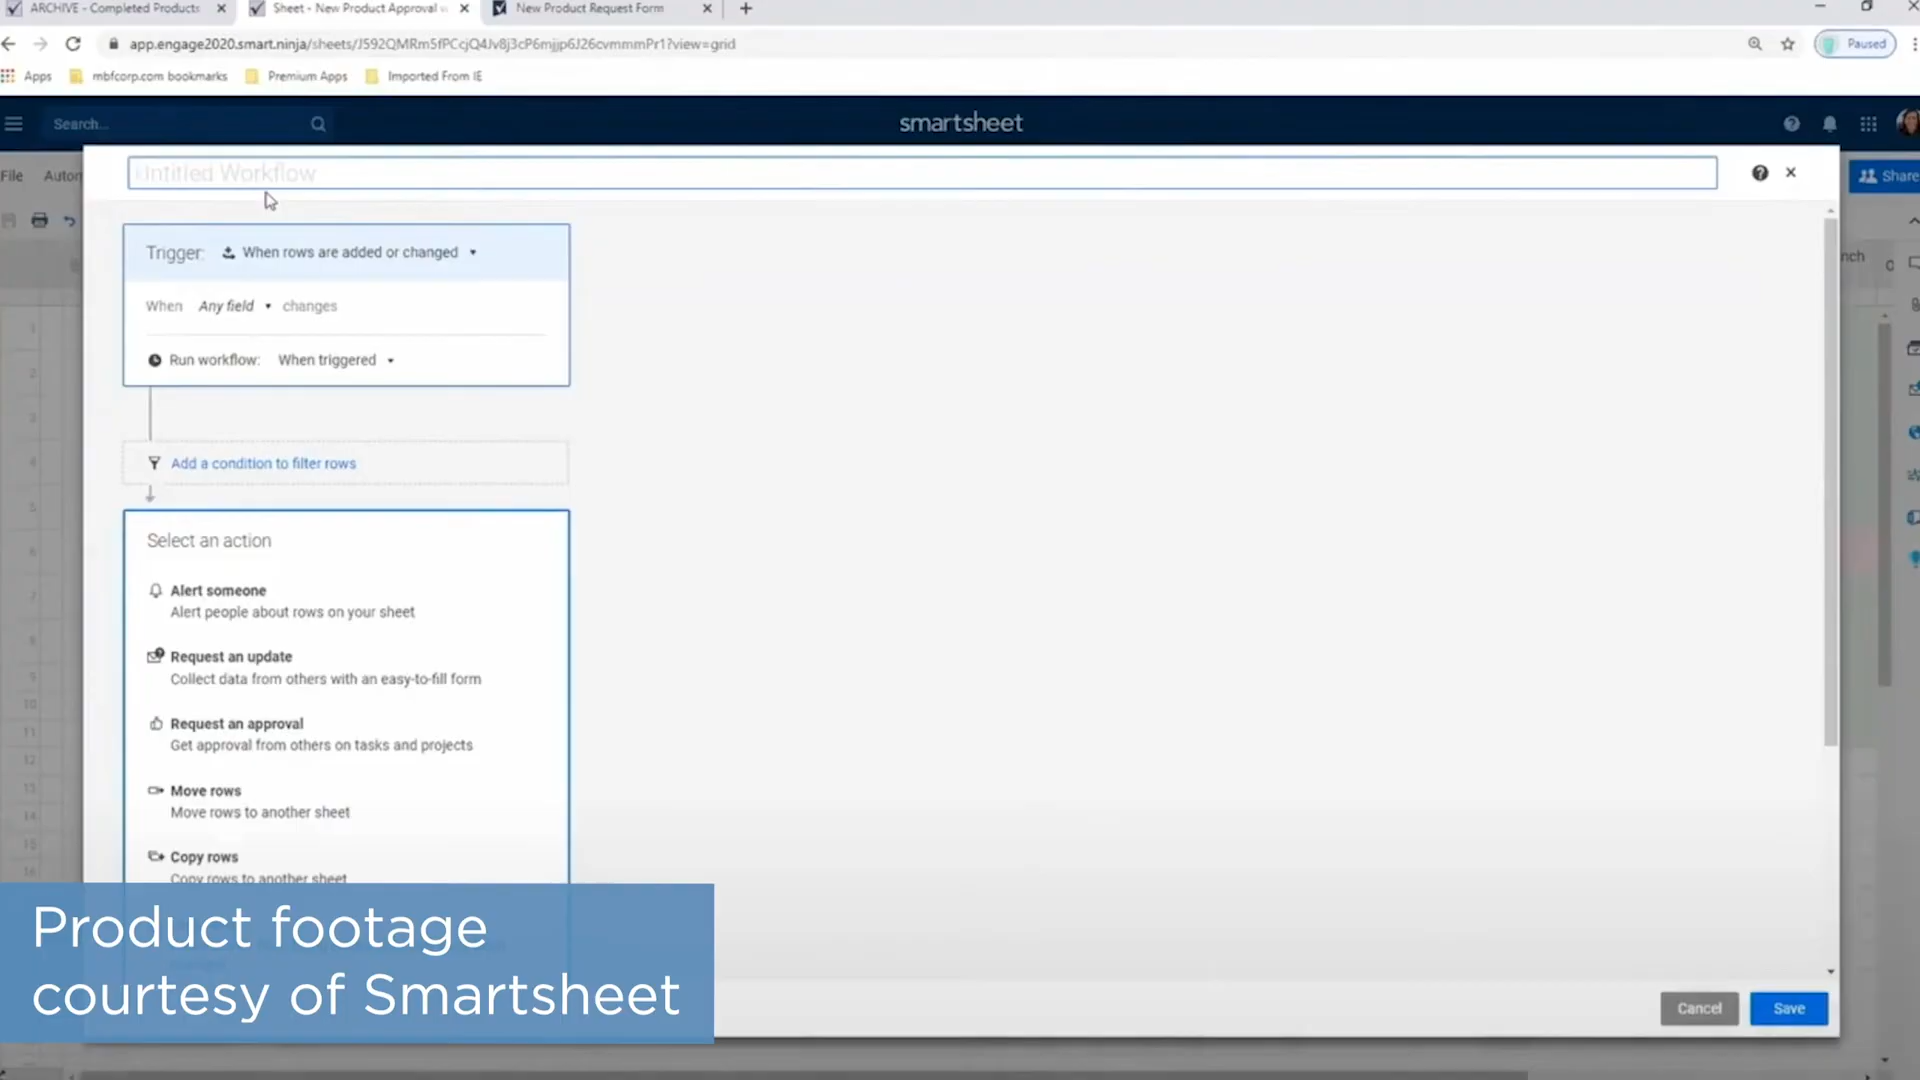 ARCHIVE - Completed Products
Sheet - New Product Approval
New Product Request Form
app.engage2020.smart.ninja/sheets/J592QMRm5fPCcjQ4Jv8j3cP6mjjp6J26cvmmmPr1?view=grid
Paused
Apps
mbfcorp.com bookmarks
Premium Apps
Imported From IE
Search...
smartsheet
File
Untitled Workflow
Share
Trigger: When rows are added or changed
When Any field changes
Run workflow: When triggered
Add a condition to filter rows
Select an action
Alert someone
Alert people about rows on your sheet
Request an update
Collect data from others with an easy-to-fill form
Request an approval
Get approval from others on tasks and projects
Move rows
Move rows to another sheet
Copy rows
Copy rows to another sheet
Product footage
courtesy of Smartsheet
Cancel
Save